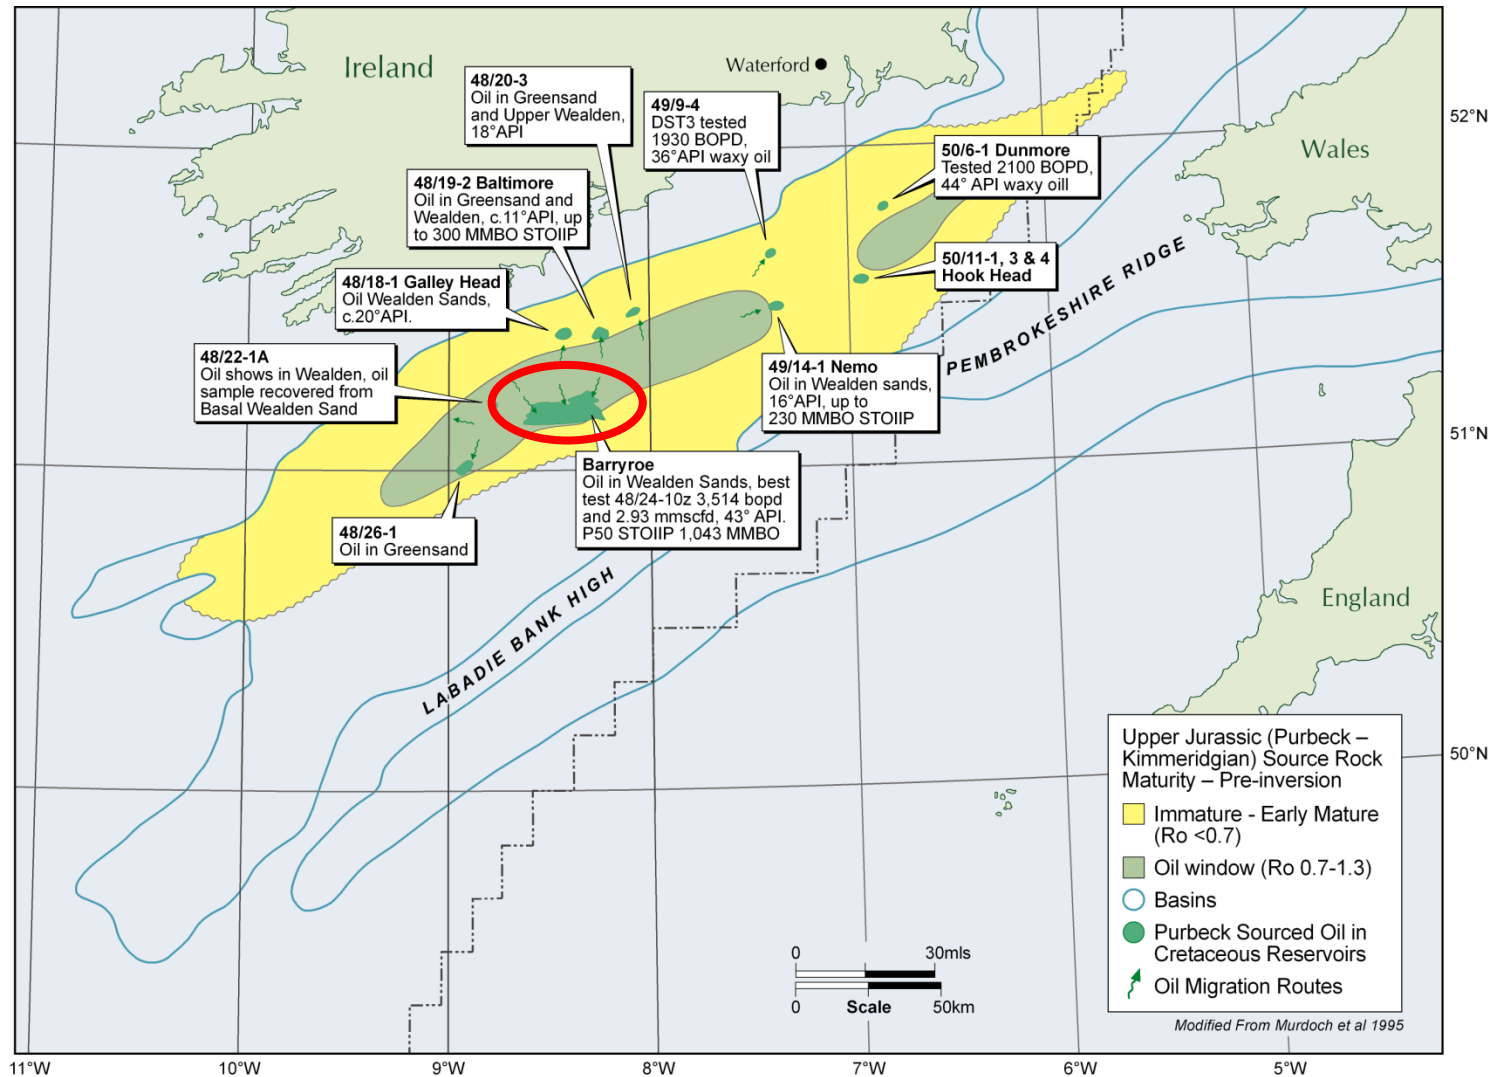 Ireland
Waterford
48/20-3
Oil in Greensand
and Upper Wealden,
18°API
49/9-4
DST3 tested
1930 BOPD,
36°API waxy oil
50/6-1 Dunmore
Tested 2100 BOPD,
44° API waxy oill
Wales
52°N
48/19-2 Baltimore
Oil in Greensand and
Wealden, c.11°API, up
to 300 MMBO STOIIP
50/11-1, 3 & 4
Hook Head
48/18-1 Galley Head
Oil Wealden Sands,
c.20°API.
PEMBROKESHIRE RIDGE
48/22-1A
Oil shows in Wealden, oil
sample recovered from
Basal Wealden Sand
49/14-1 Nemo
Oil in Wealden sands,
16°API, up to
230 MMBO STOIIP
51°N
Barryroe
Oil in Wealden Sands, best
test 48/24-10z 3,514 bopd
and 2.93 mmscfd, 43° API.
P50 STOIIP 1,043 MMBO
48/26-1
Oil in Greensand
LABADIE BANK HIGH
England
50°N
Upper Jurassic (Purbeck –
Kimmeridgian) Source Rock
Maturity – Pre-inversion
Immature - Early Mature
(Ro <0.7)
Oil window (Ro 0.7-1.3)
Basins
Purbeck Sourced Oil in
Cretaceous Reservoirs
Oil Migration Routes
Modified From Murdoch et al 1995
0 30mls
0 Scale 50km
11°W 10°W 9°W 8°W 7°W 6°W 5°W